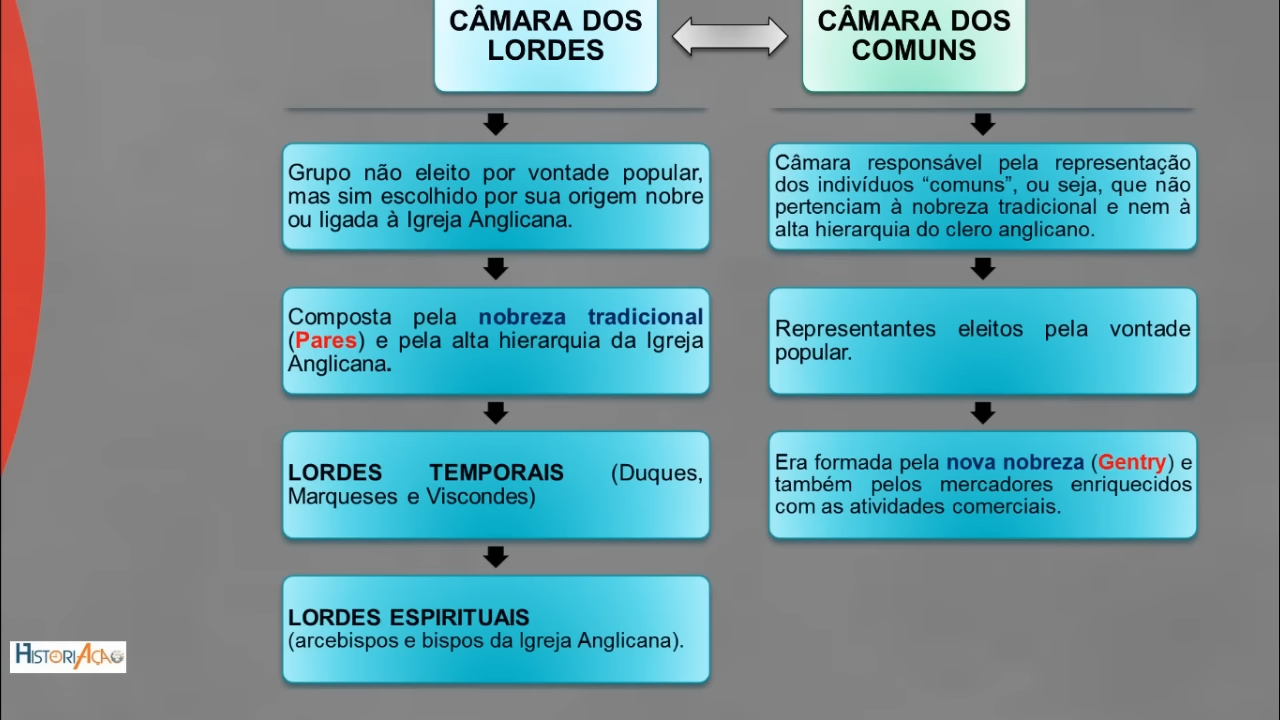 CÂMARA DOS
LORDES
CÂMARA DOS
COMUNS
Grupo não eleito por vontade popular,
mas sim escolhido por sua origem nobre
ou ligada à Igreja Anglicana.
Composta pela nobreza tradicional
(Pares) e pela alta hierarquia da Igreja
Anglicana.
LORDES TEMPORAIS (Duques,
Marqueses e Viscondes)
LORDES ESPIRITUAIS
(arcebispos e bispos da Igreja Anglicana).
Câmara responsável pela representação
dos indivíduos “comuns”, ou seja, que não
pertenciam à nobreza tradicional e nem à
alta hierarquia do clero anglicano.
Representantes eleitos pela vontade
popular.
Era formada pela nova nobreza (Gentry) e
também pelos mercadores enriquecidos
com as atividades comerciais.
HISTORIAÇÃO